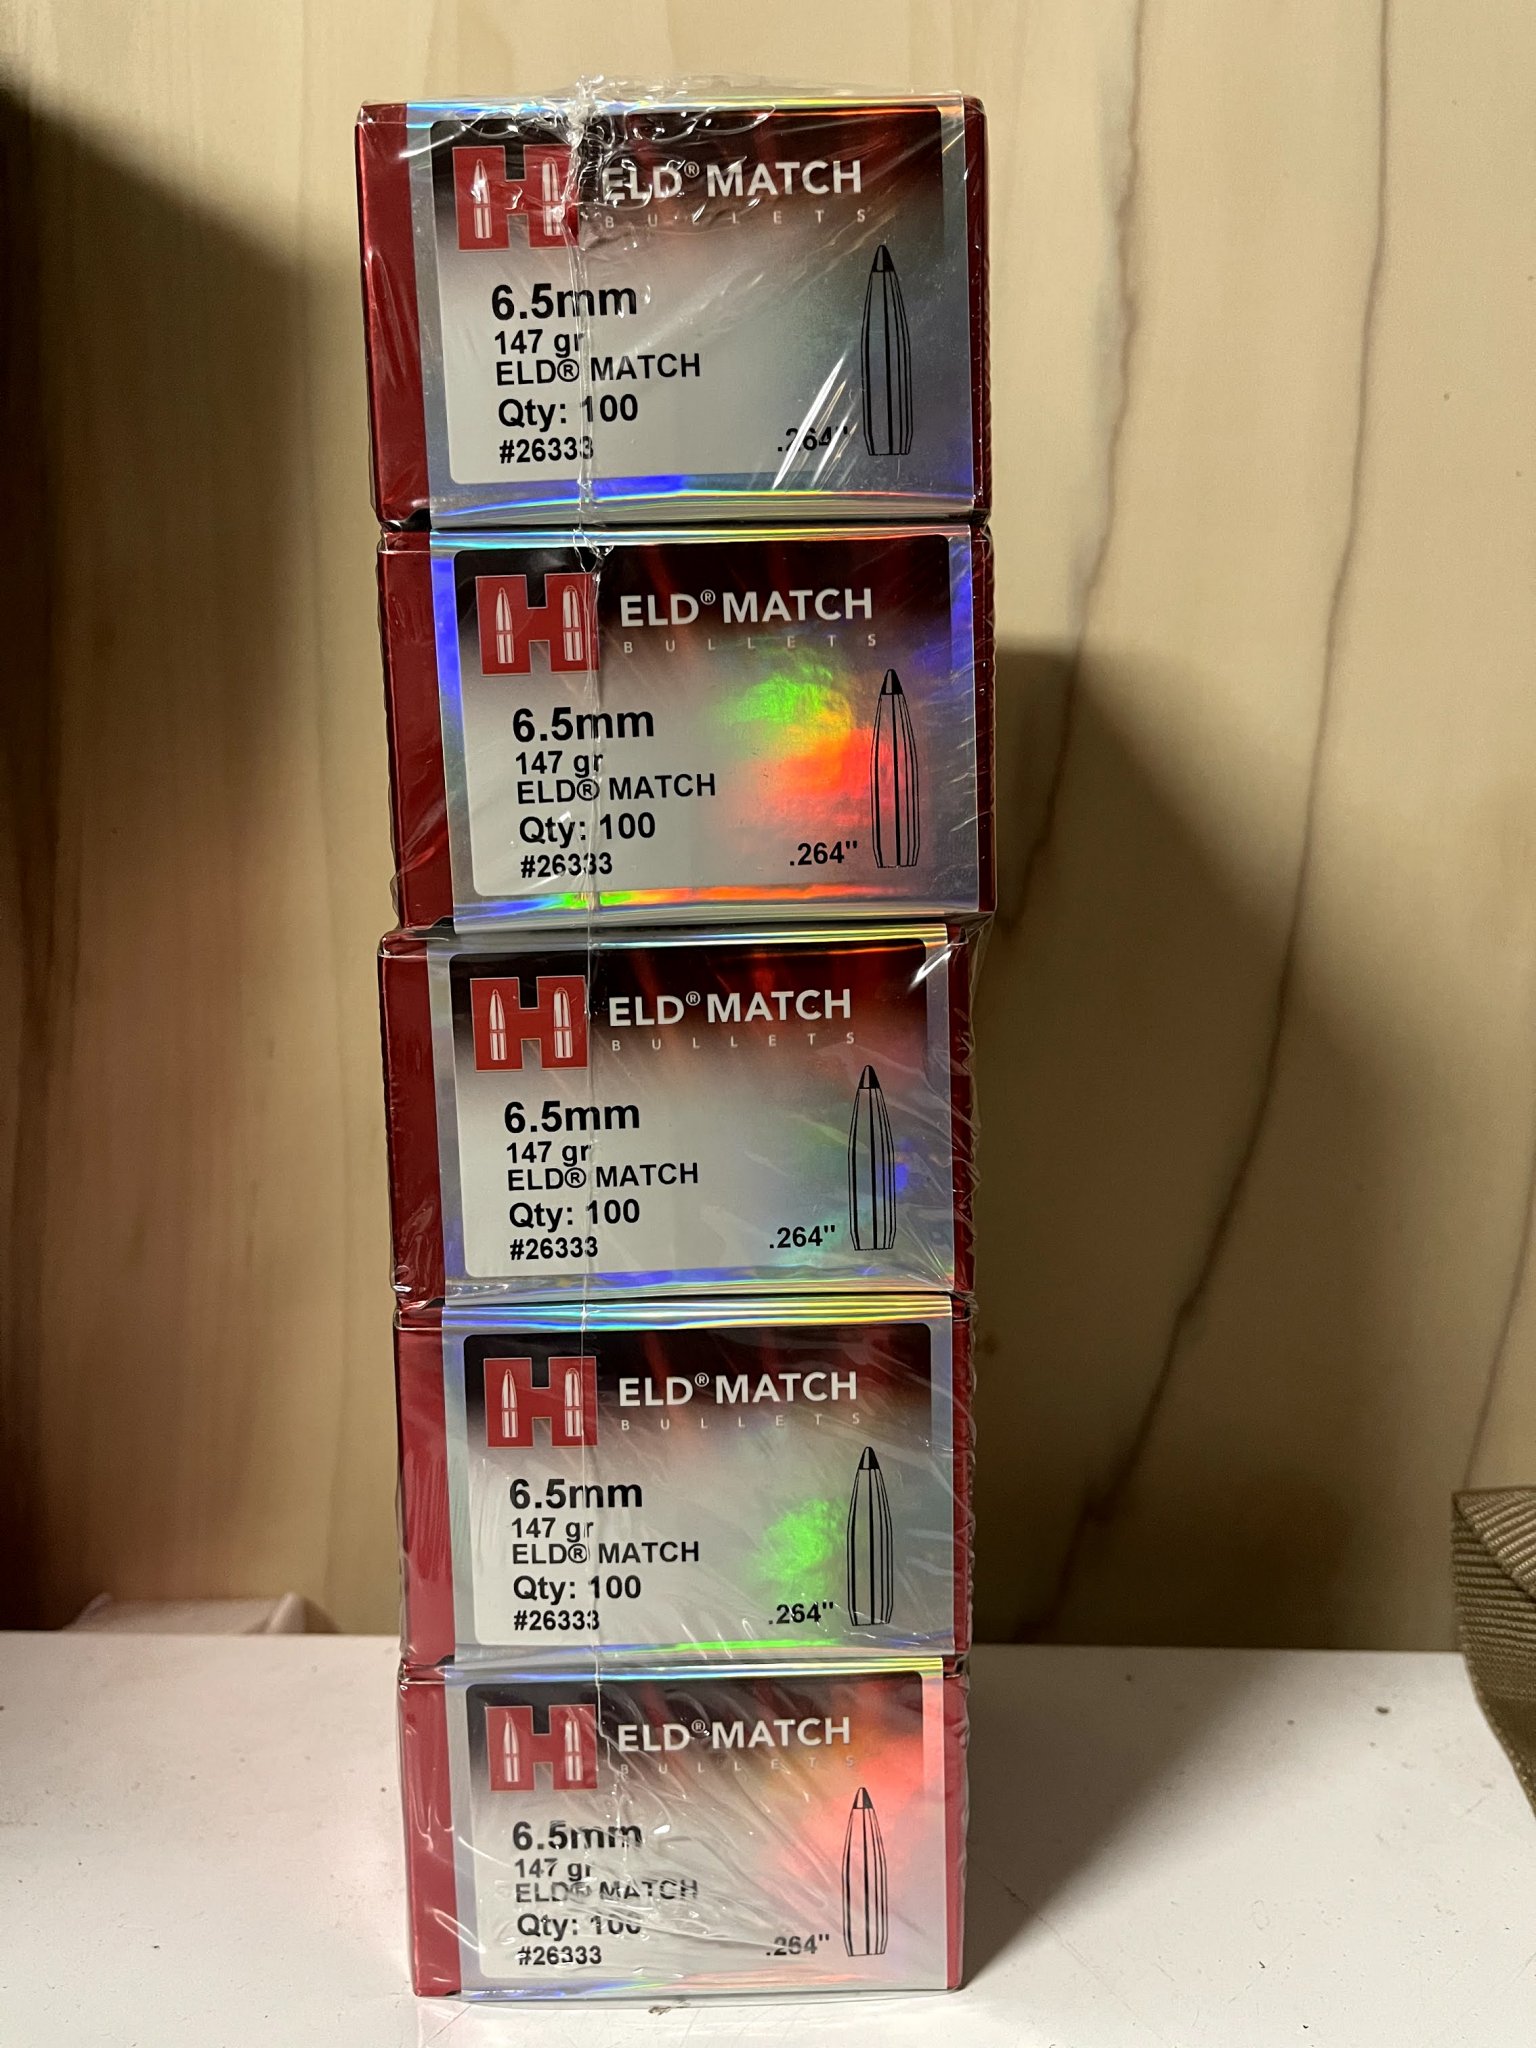 ELD® MATCH
BULLETS
6.5mm
147 gr
ELD® MATCH
Qty: 100
#26333
.264"
ELD® MATCH
BULLETS
6.5mm
147 gr
ELD® MATCH
Qty: 100
#26333
.264"
ELD® MATCH
BULLETS
6.5mm
147 gr
ELD® MATCH
Qty: 100
#26333
.264"
ELD® MATCH
BULLETS
6.5mm
147 gr
ELD® MATCH
Qty: 100
#26333
.264"
ELD® MATCH
BULLETS
6.5mm
147 gr
ELD® MATCH
Qty: 100
#26333
.264"